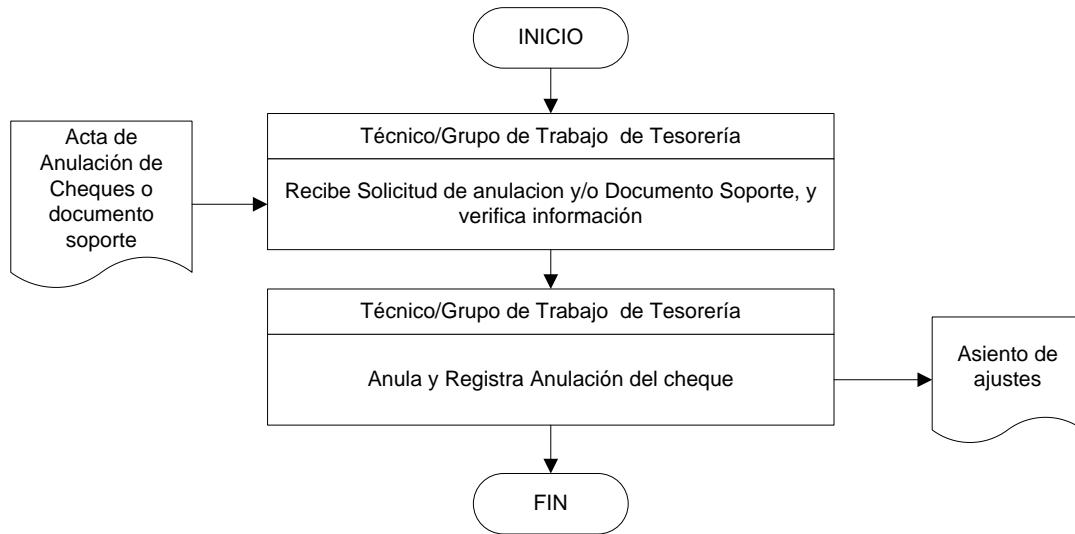 INICIO
Técnico/Grupo de Trabajo de Tesorería
Acta de
Anulación de
Cheques o
documento
soporte
Recibe Solicitud de anulacion y/o Documento Soporte, y
verifica información
Técnico/Grupo de Trabajo de Tesorería
Anula y Registra Anulación del cheque
Asiento de
ajustes
FIN